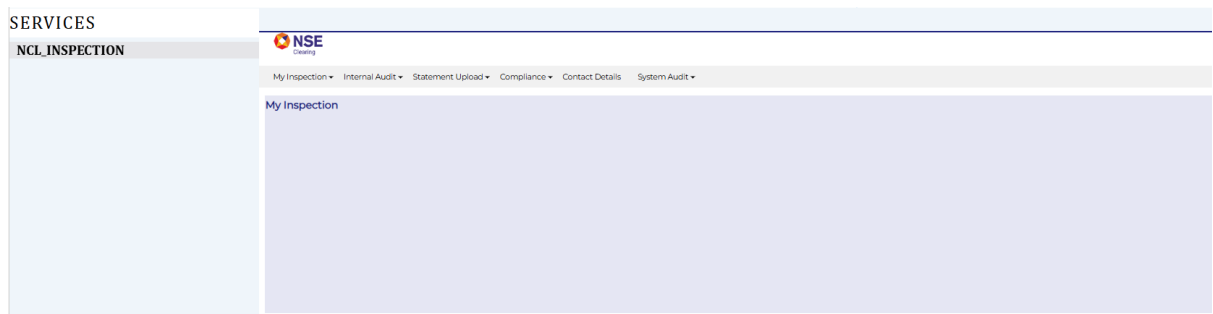 SERVICES
NCL_INSPECTION
NSE
Clearing
My Inspection Internal Audit Statement Upload Compliance Contact Details System Audit
My Inspection